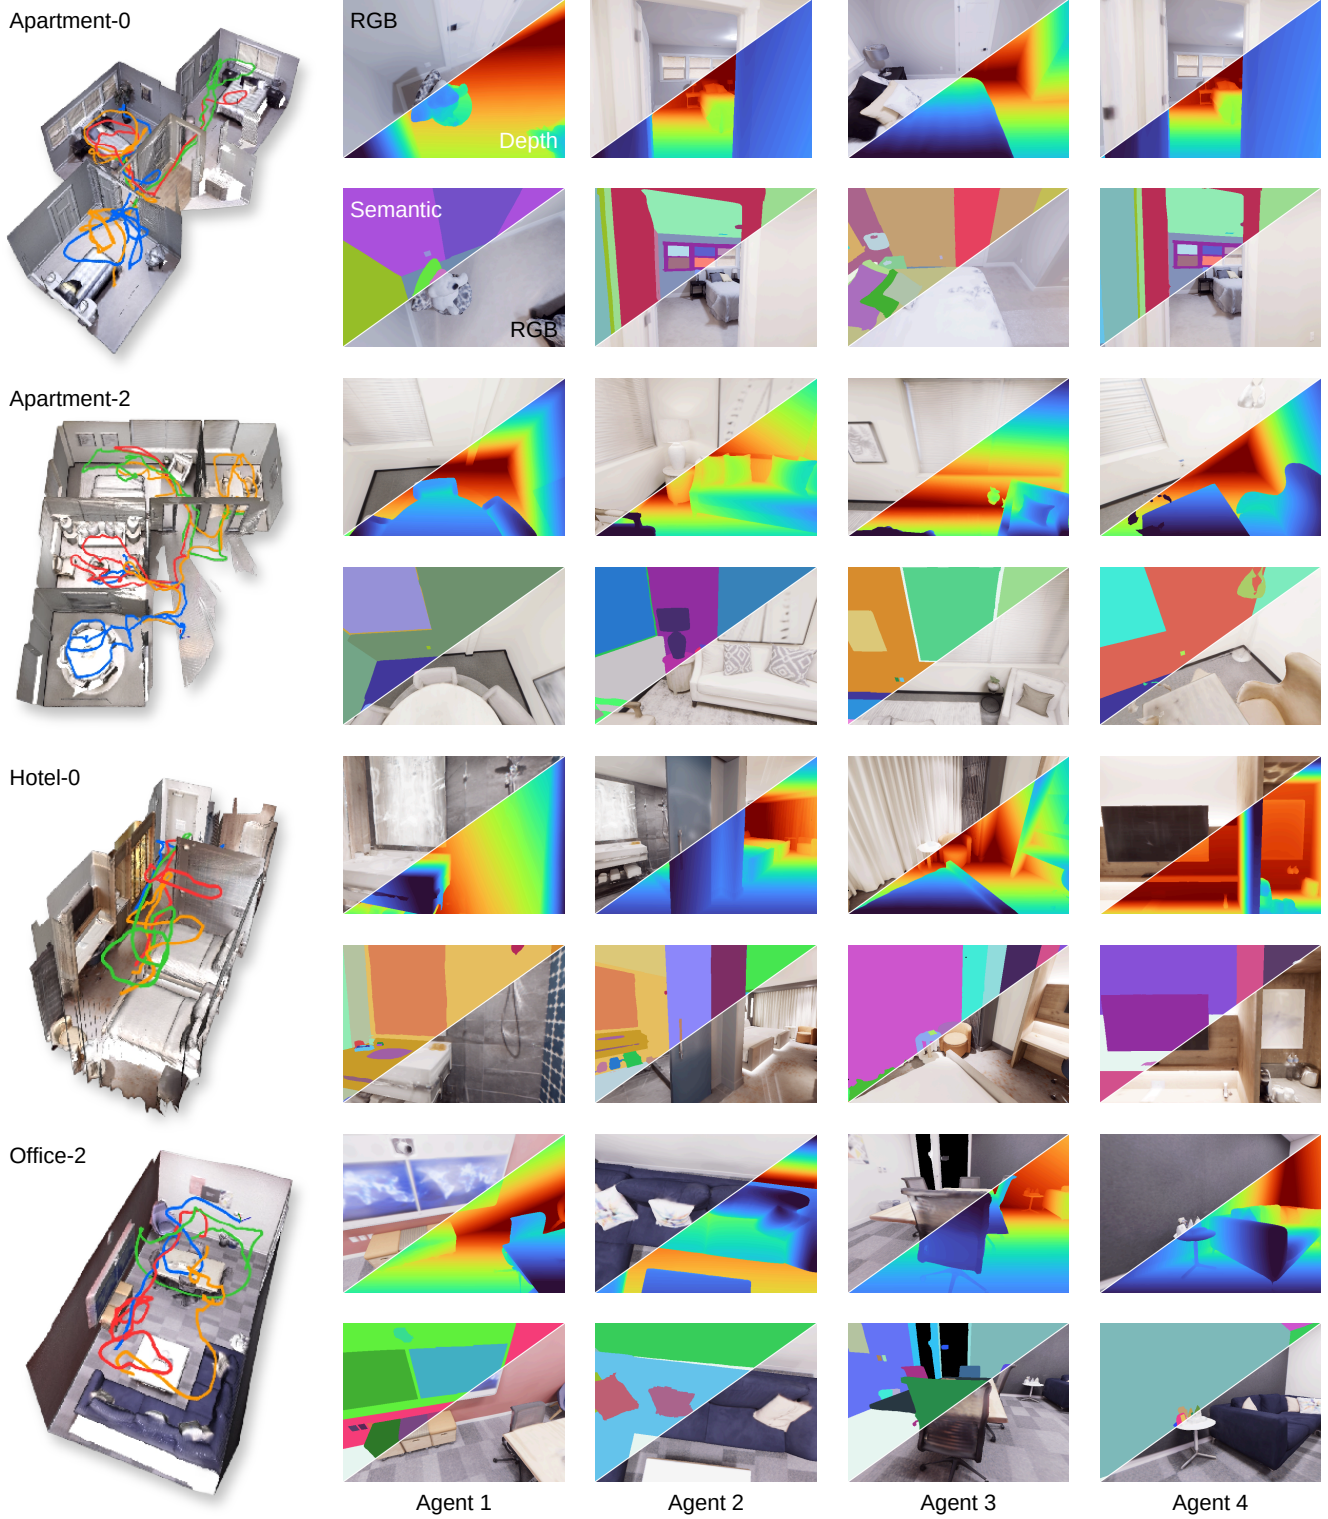 Apartment-0
RGB
Depth
Semantic
RGB
Apartment-2
Hotel-0
Office-2
Agent 1
Agent 2
Agent 3
Agent 4